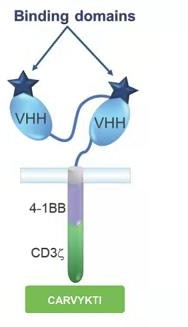 Binding domains
VHH
VHH
4-1BB
CD3ζ
CARVYKTI